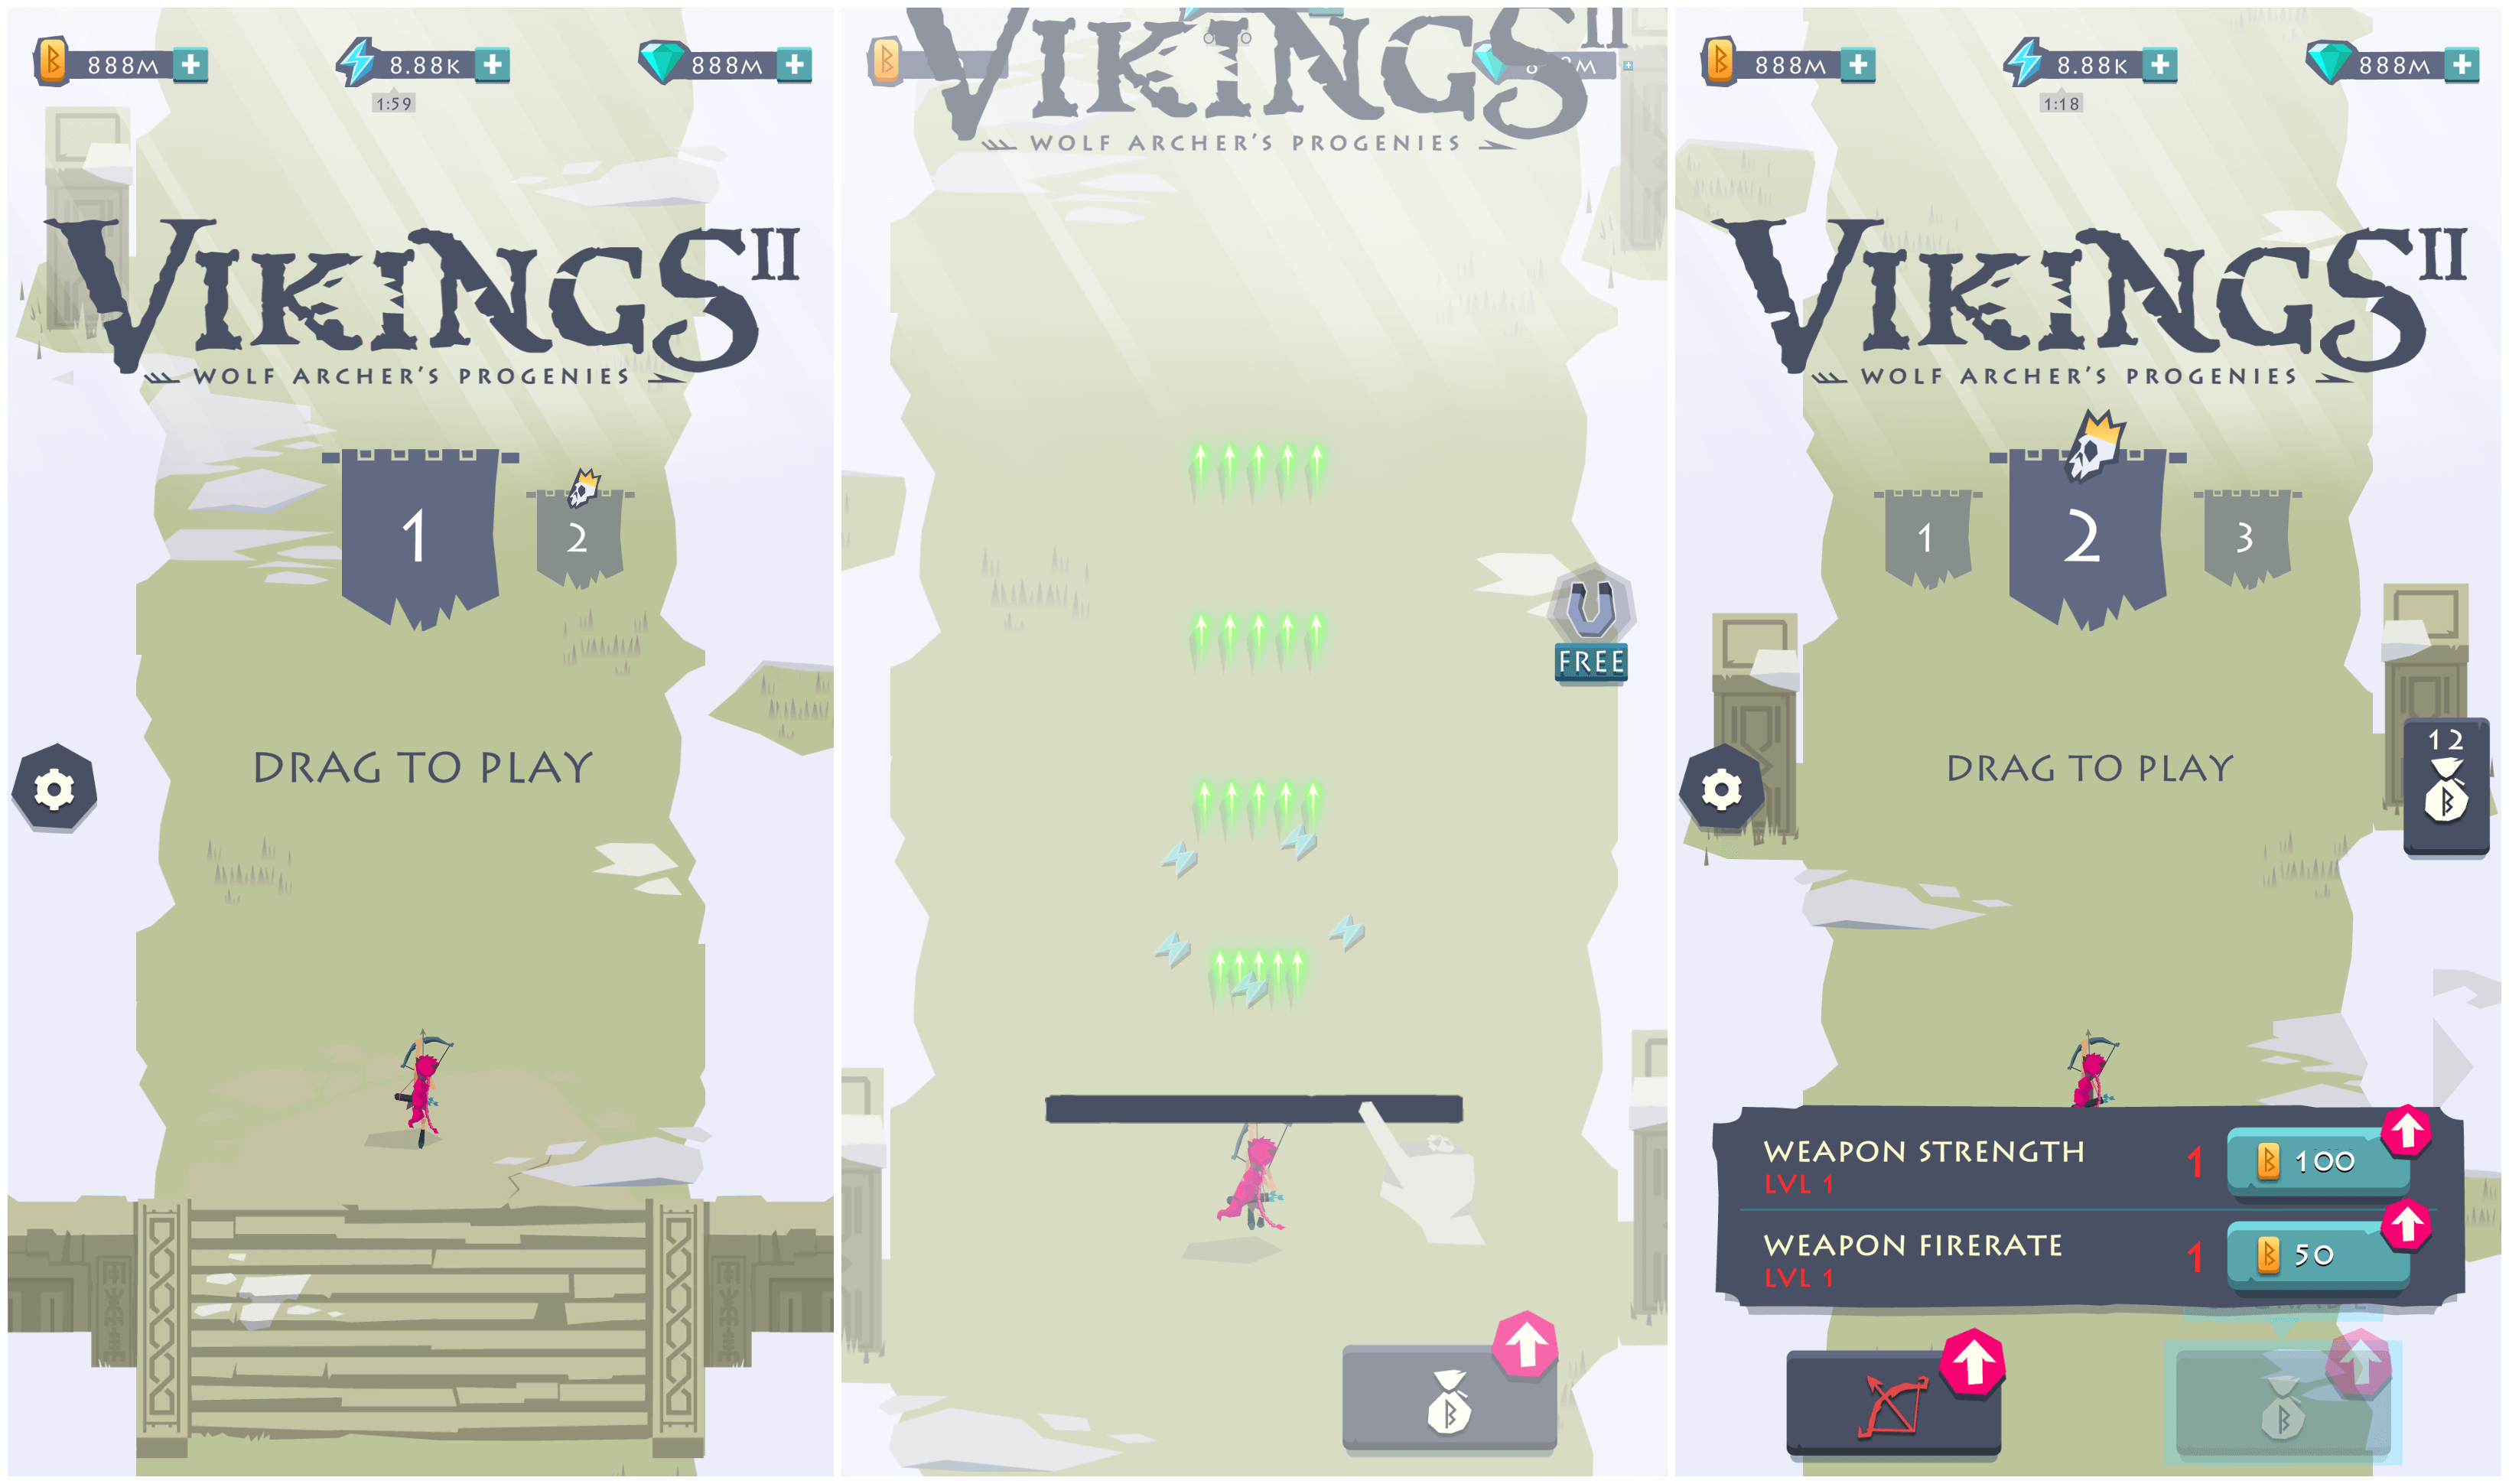 888M
8.88K
888M
1:59
VIKINGS II
WOLF ARCHER'S PROGENIES
1
2
DRAG TO PLAY
VIKINGS II
WOLF ARCHER'S PROGENIES
FREE
888M
8.88K
888M
1:18
VIKINGS II
WOLF ARCHER'S PROGENIES
1
2
3
DRAG TO PLAY
12
WEAPON STRENGTH
LVL 1
1
100
WEAPON FIRERATE
LVL 1
1
50